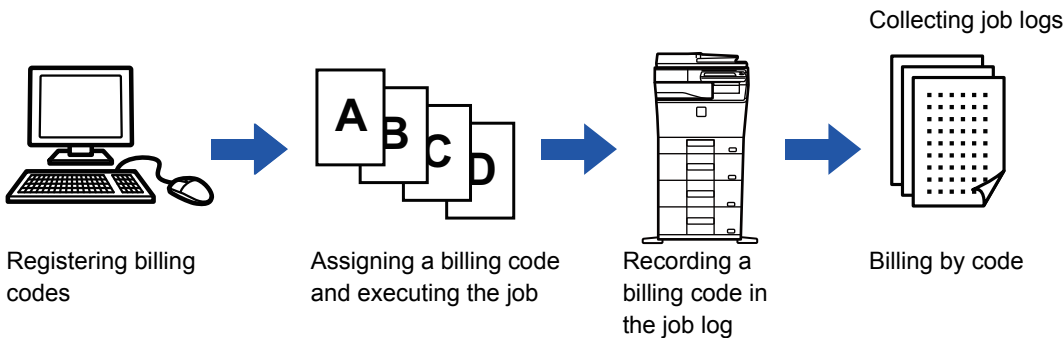 Collecting job logs
A
B
C
D
Registering billing
codes
Assigning a billing code
and executing the job
Recording a
billing code in
the job log
Billing by code